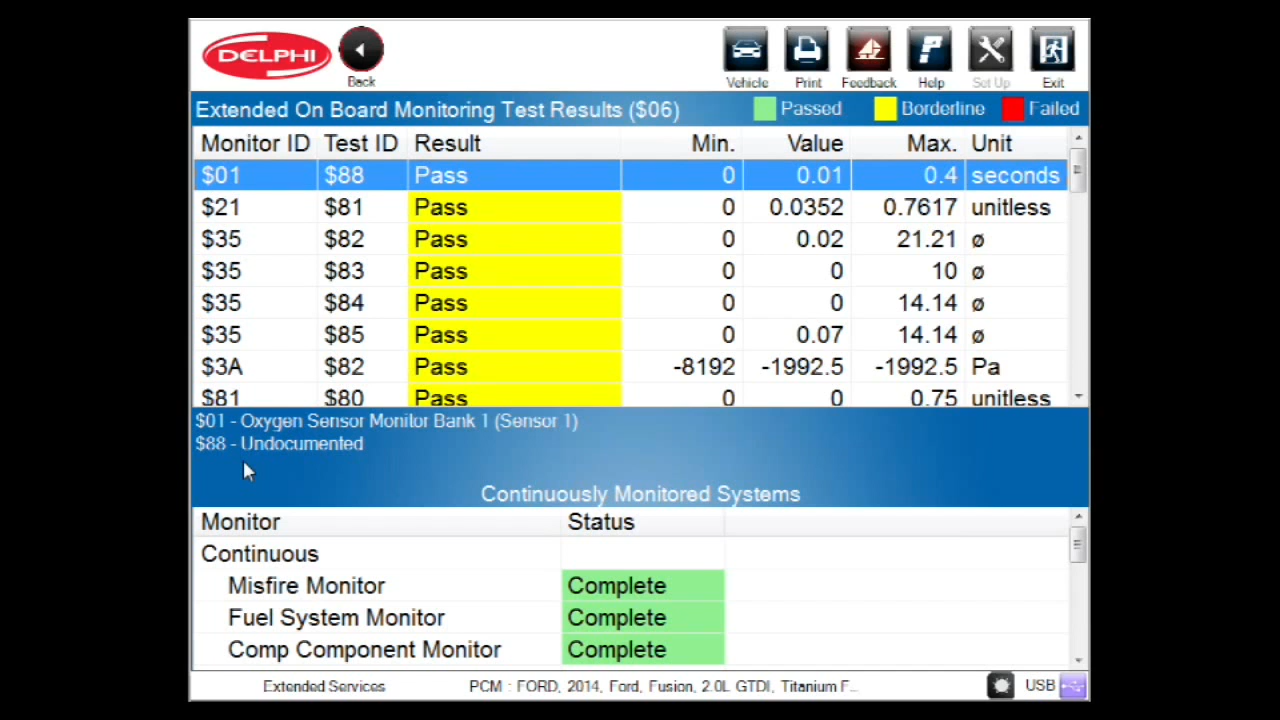 DELPHI
Back
Vehicle Print Feedback Help Set Up Exit
Extended On Board Monitoring Test Results ($06) Passed Borderline Failed
Monitor ID Test ID Result Min. Value Max. Unit
$01 $88 Pass 0 0.01 0.4 seconds
$21 $81 Pass 0 0.0352 0.7617 unitless
$35 $82 Pass 0 0.02 21.21 ø
$35 $83 Pass 0 0 10 ø
$35 $84 Pass 0 0 14.14 ø
$35 $85 Pass 0 0.07 14.14 ø
$3A $82 Pass -8192 -1992.5 -1992.5 Pa
$81 $80 Pass 0 0 0.75 unitless
$01 - Oxygen Sensor Monitor Bank 1 (Sensor 1)
$88 - Undocumented
Continuously Monitored Systems
Monitor Status
Continuous
Misfire Monitor Complete
Fuel System Monitor Complete
Comp Component Monitor Complete
Extended Services PCM : FORD, 2014, Ford, Fusion, 2.0L GTDI, Titanium F... USB